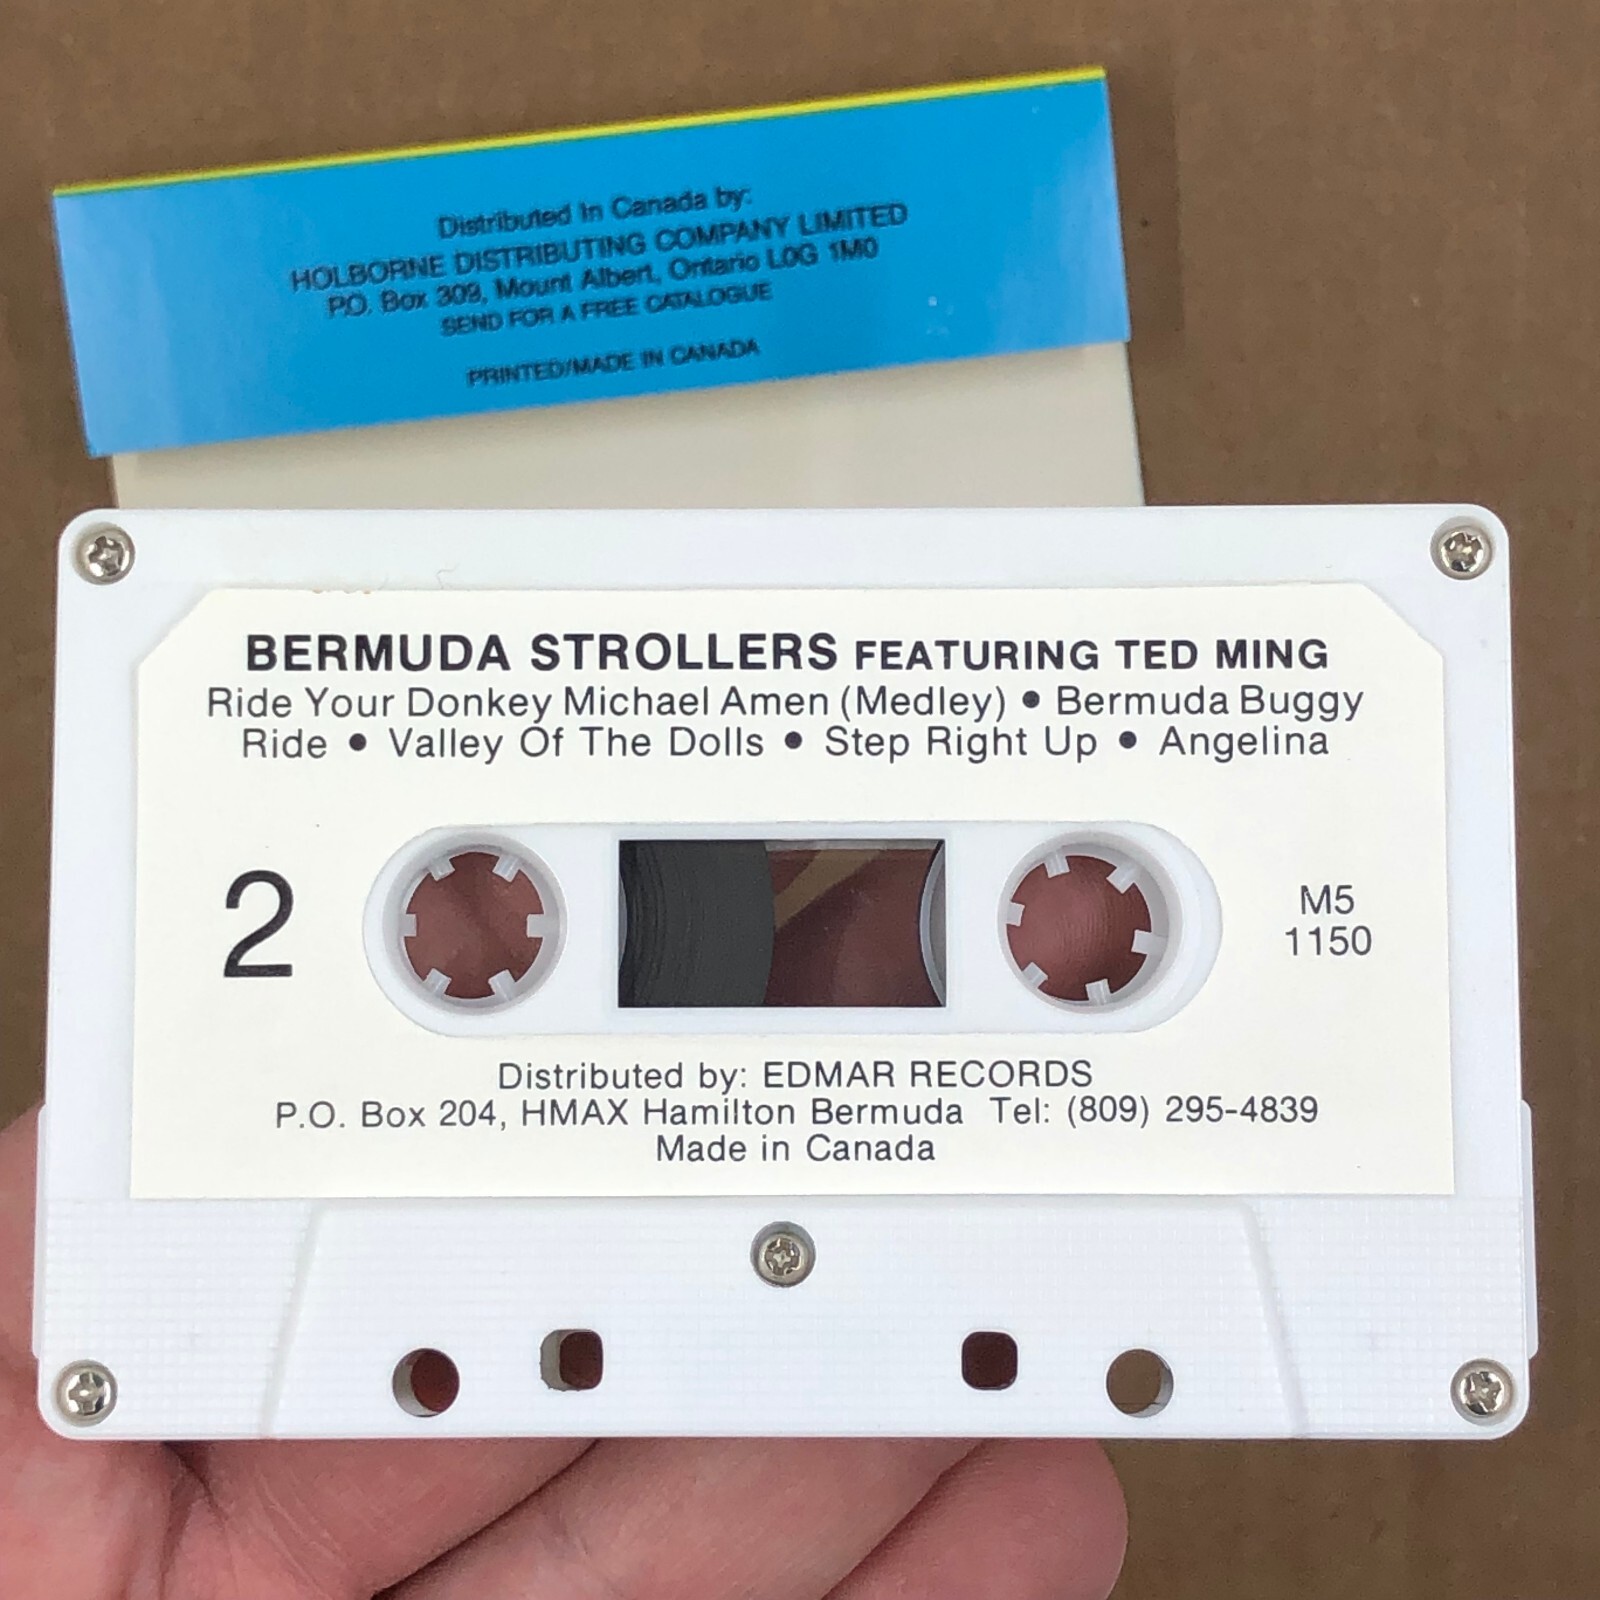 Distributed In Canada by:
HOLBORNE DISTRIBUTING COMPANY LIMITED
P.O. Box 309, Mount Albert, Ontario L0G 1M0
SEND FOR A FREE CATALOGUE
PRINTED/MADE IN CANADA
BERMUDA STROLLERS FEATURING TED MING
Ride Your Donkey Michael Amen (Medley) • Bermuda Buggy
Ride • Valley Of The Dolls • Step Right Up • Angelina
2
M5
1150
Distributed by: EDMAR RECORDS
P.O. Box 204, HMAX Hamilton Bermuda Tel: (809) 295-4839
Made in Canada